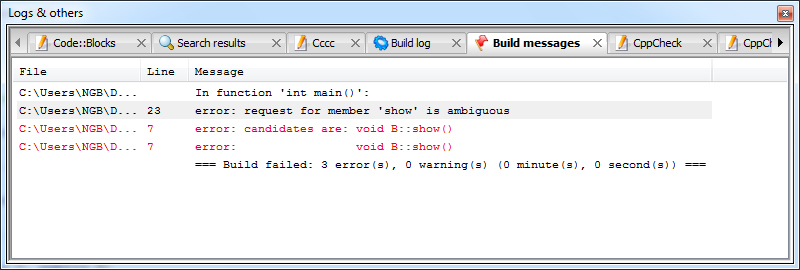 Logs & others
Code::Blocks Search results Cccc Build log Build messages CppCheck CppCh
File Line Message
C:\Users\NGB\D... In function 'int main()':
C:\Users\NGB\D... 23 error: request for member 'show' is ambiguous
C:\Users\NGB\D... 7 error: candidates are: void B::show()
C:\Users\NGB\D... 7 error: void B::show()
=== Build failed: 3 error(s), 0 warning(s) (0 minute(s), 0 second(s)) ===